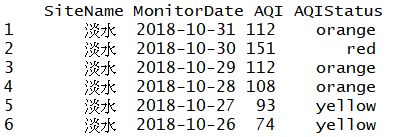 SiteName MonitorDate AQI AQIStatus
1 淡水 2018-10-31 112 orange
2 淡水 2018-10-30 151 red
3 淡水 2018-10-29 112 orange
4 淡水 2018-10-28 108 orange
5 淡水 2018-10-27 93 yellow
6 淡水 2018-10-26 74 yellow